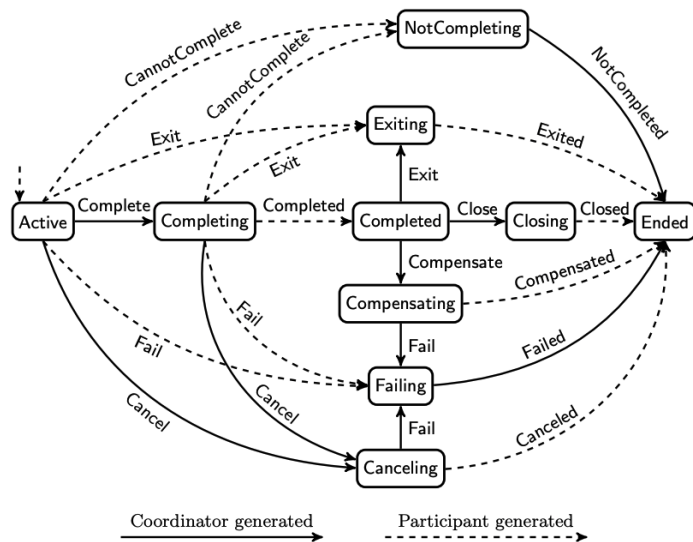 NotCompleting
CannotComplete
CannotComplete
NotCompleted
Exiting
Exit
Exit
Exited
Exit
Active
Complete
Completing
Completed
Completed
Close
Closing
Closed
Ended
Compensate
Compensated
Compensating
Fail
Fail
Fail
Failed
Failing
Cancel
Cancel
Fail
Canceled
Canceling
Coordinator generated
Participant generated